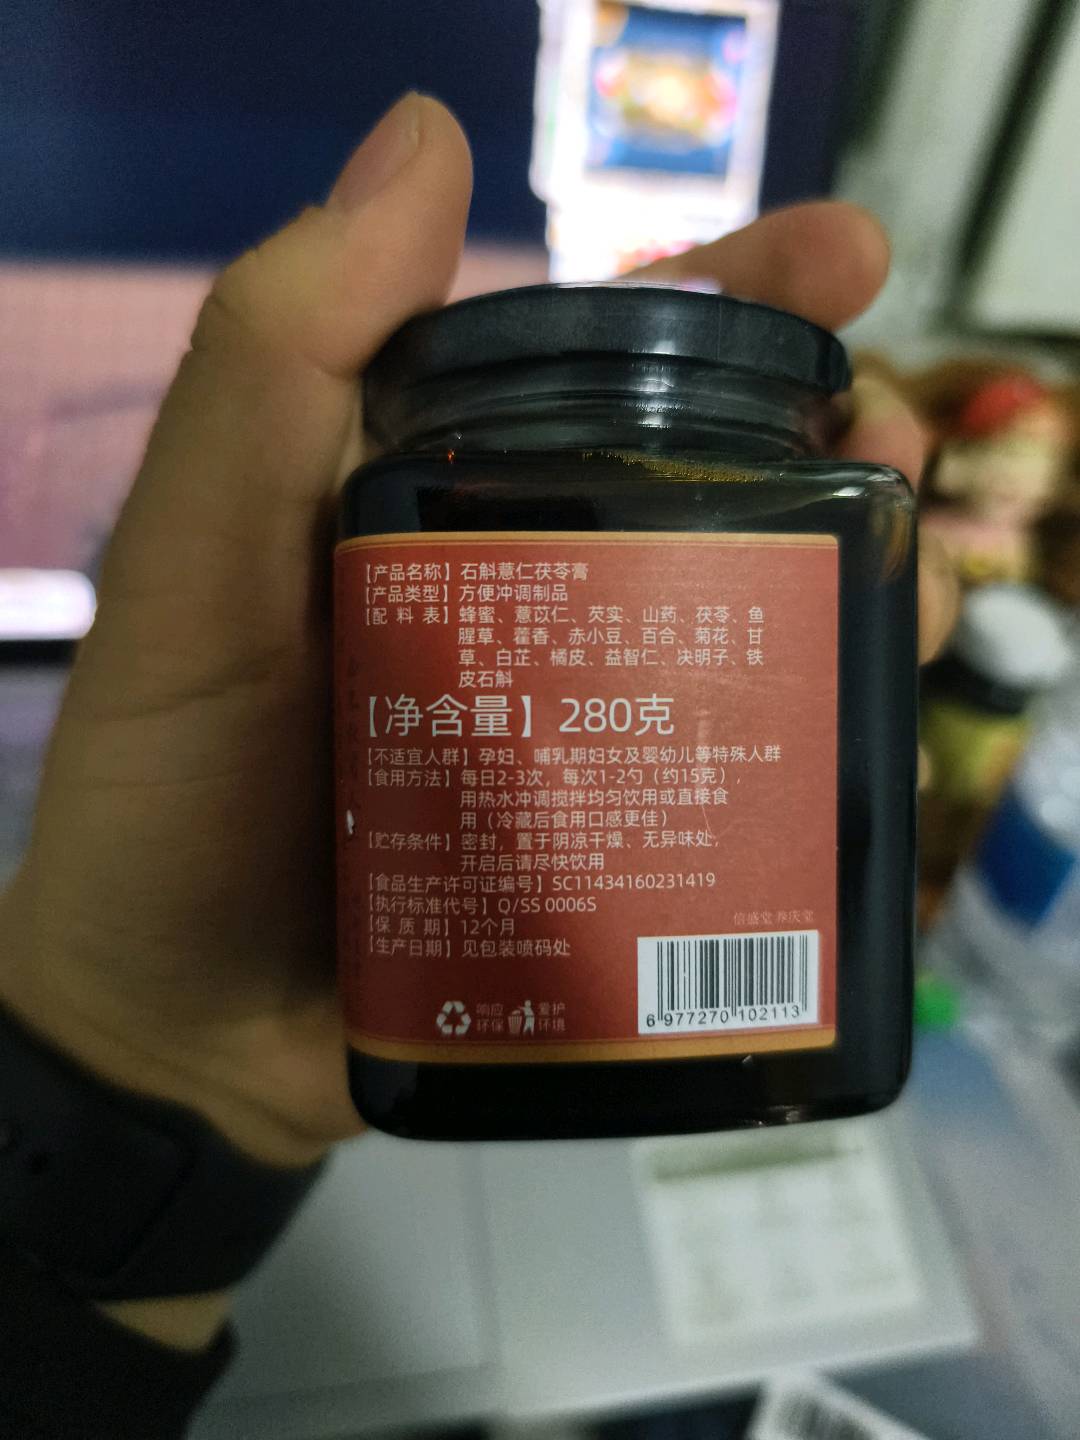 【产品名称】石斛薏仁茯苓膏
【产品类型】方便冲调制品
【配 料 表】蜂蜜、薏苡仁、芡实、山药、茯苓、鱼
腥草、藿香、赤小豆、百合、菊花、甘
草、白芷、橘皮、益智仁、决明子、铁
皮石斛
【净含量】280克
【不适宜人群】孕妇、哺乳期妇女及婴幼儿等特殊人群
【食用方法】每日2-3次，每次1-2勺（约15克），
用热水冲调搅拌均匀饮用或直接食
用（冷藏后食用口感更佳）
【贮存条件】密封，置于阴凉干燥、无异味处，
开启后请尽快饮用
【食品生产许可证编号】SC11434160231419
【执行标准代号】Q/SS 0006S
【保 质 期】12个月
【生产日期】见包装喷码处
信盛堂 养庆堂
响应
环保
爱护
环境
6 977270 102113